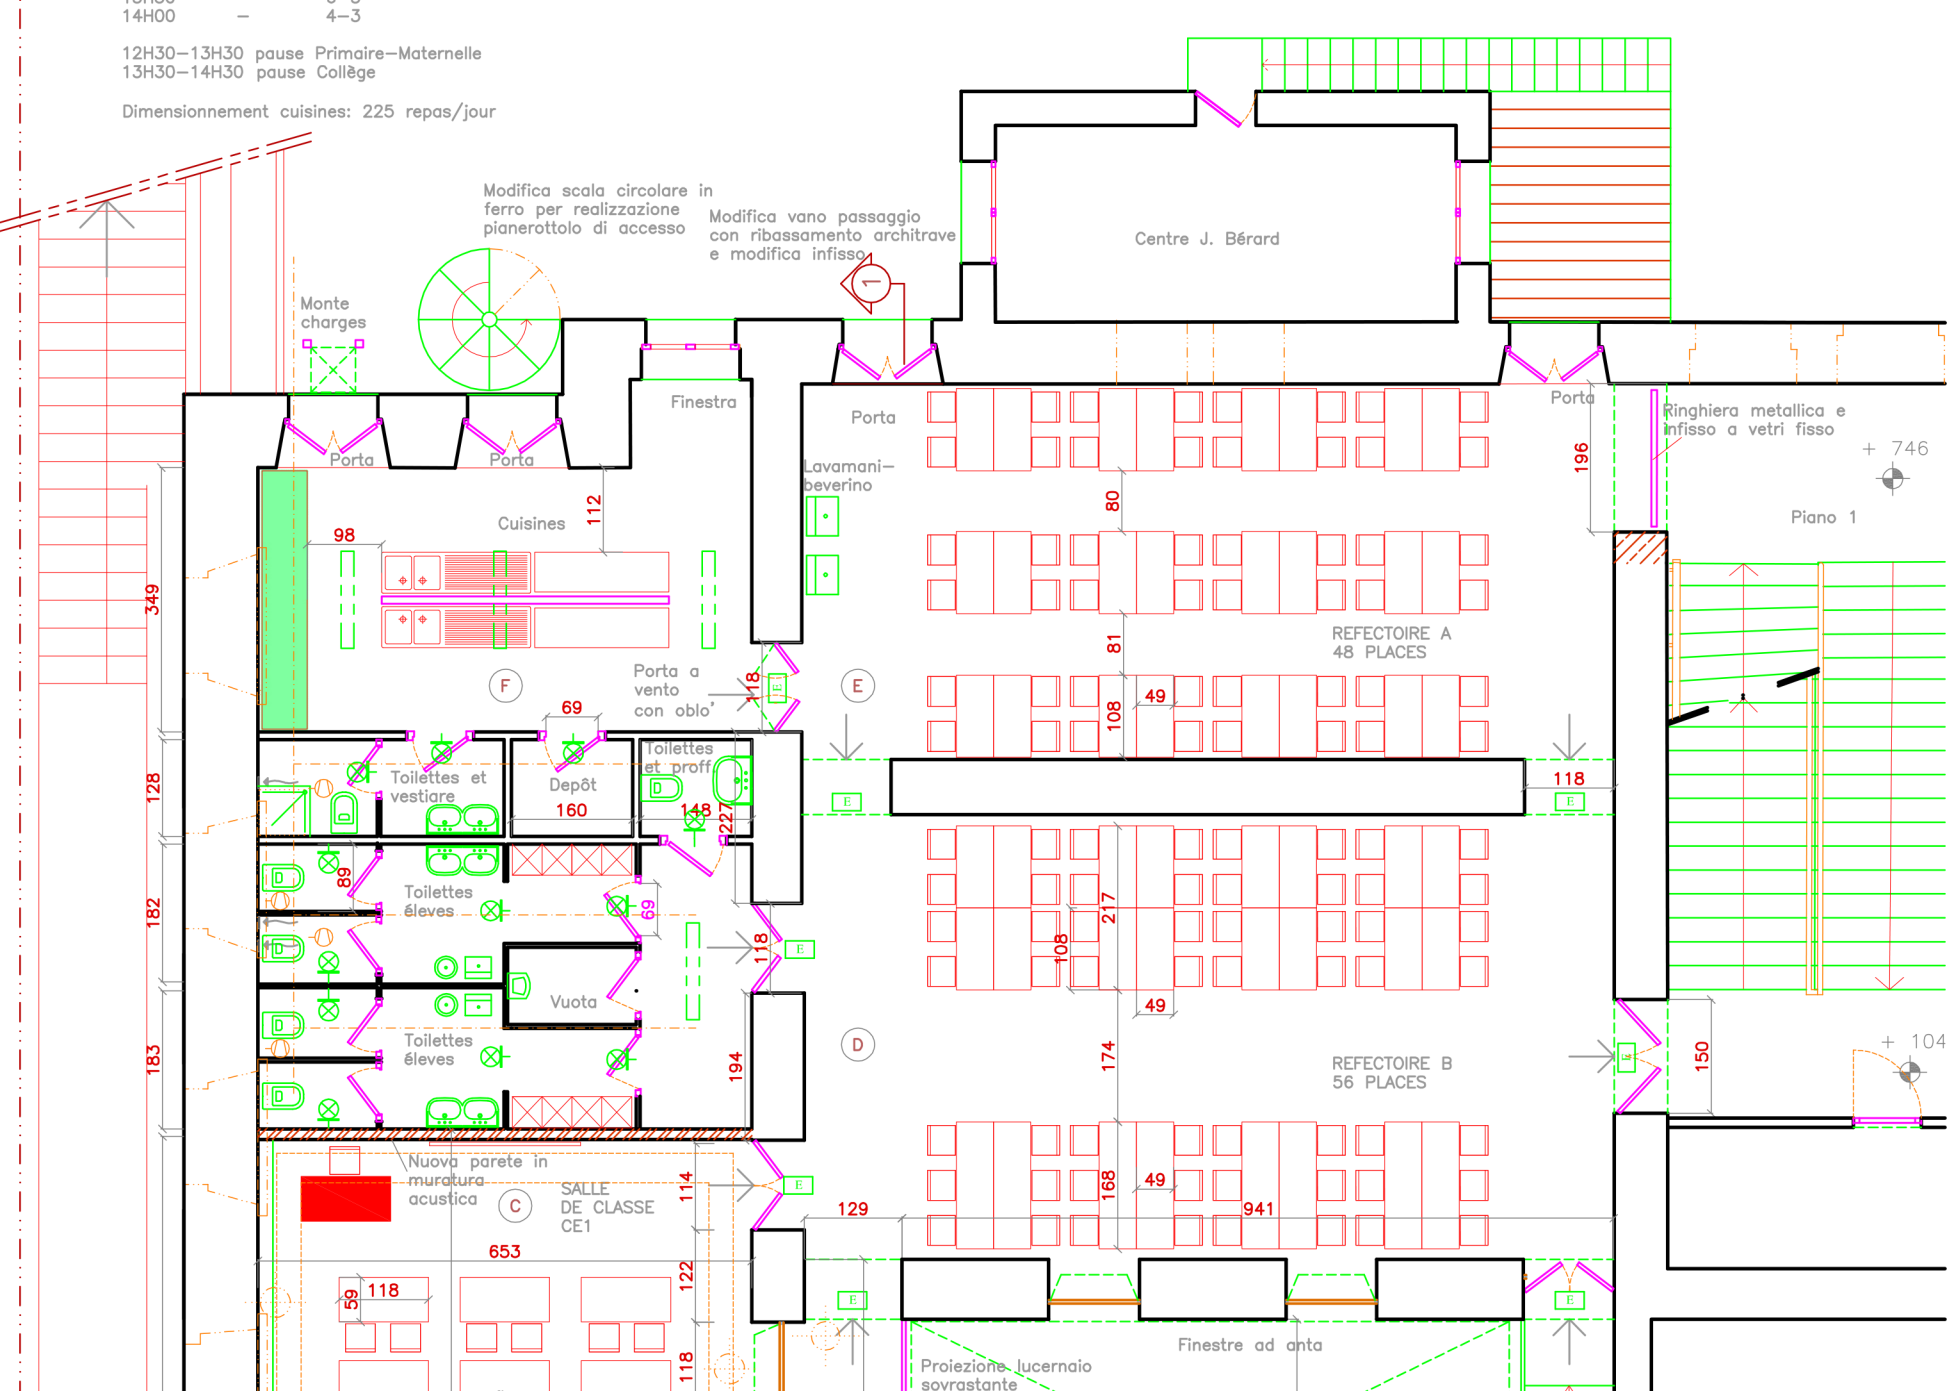 14H00 – 4–3
12H30–13H30 pause Primaire–Maternelle
13H30–14H30 pause Collège
Dimensionnement cuisines: 225 repas/jour
Modifica scala circolare in
ferro per realizzazione
pianerottolo di accesso
Modifica vano passaggio
con ribassamento architrave
e modifica infisso
1
Centre J. Bérard
Monte
charges
Finestra
Porta
Porta
Porta
Porta
Ringhiera metallica e
infisso a vetri fisso
+ 746
Piano 1
Lavamani–
beverino
196
112
98
Cuisines
80
349
REFECTOIRE A
48 PLACES
81
F
Porta a
vento
con oblo'
118
E
E
49
108
69
Toilettes
et proff
Toilettes et
vestiare
Depôt
128
160
148
227
E
E
118
89
Toilettes
éleves
182
69
118
E
217
108
49
Vuota
Toilettes
éleves
183
194
D
174
REFECTOIRE B
56 PLACES
E
150
+ 104
Nuova parete in
muratura
acustica
C
SALLE
DE CLASSE
CE1
114
E
168
49
129
941
653
122
59
118
E
E
118
Finestre ad anta
Proiezione lucernaio
sovrastante